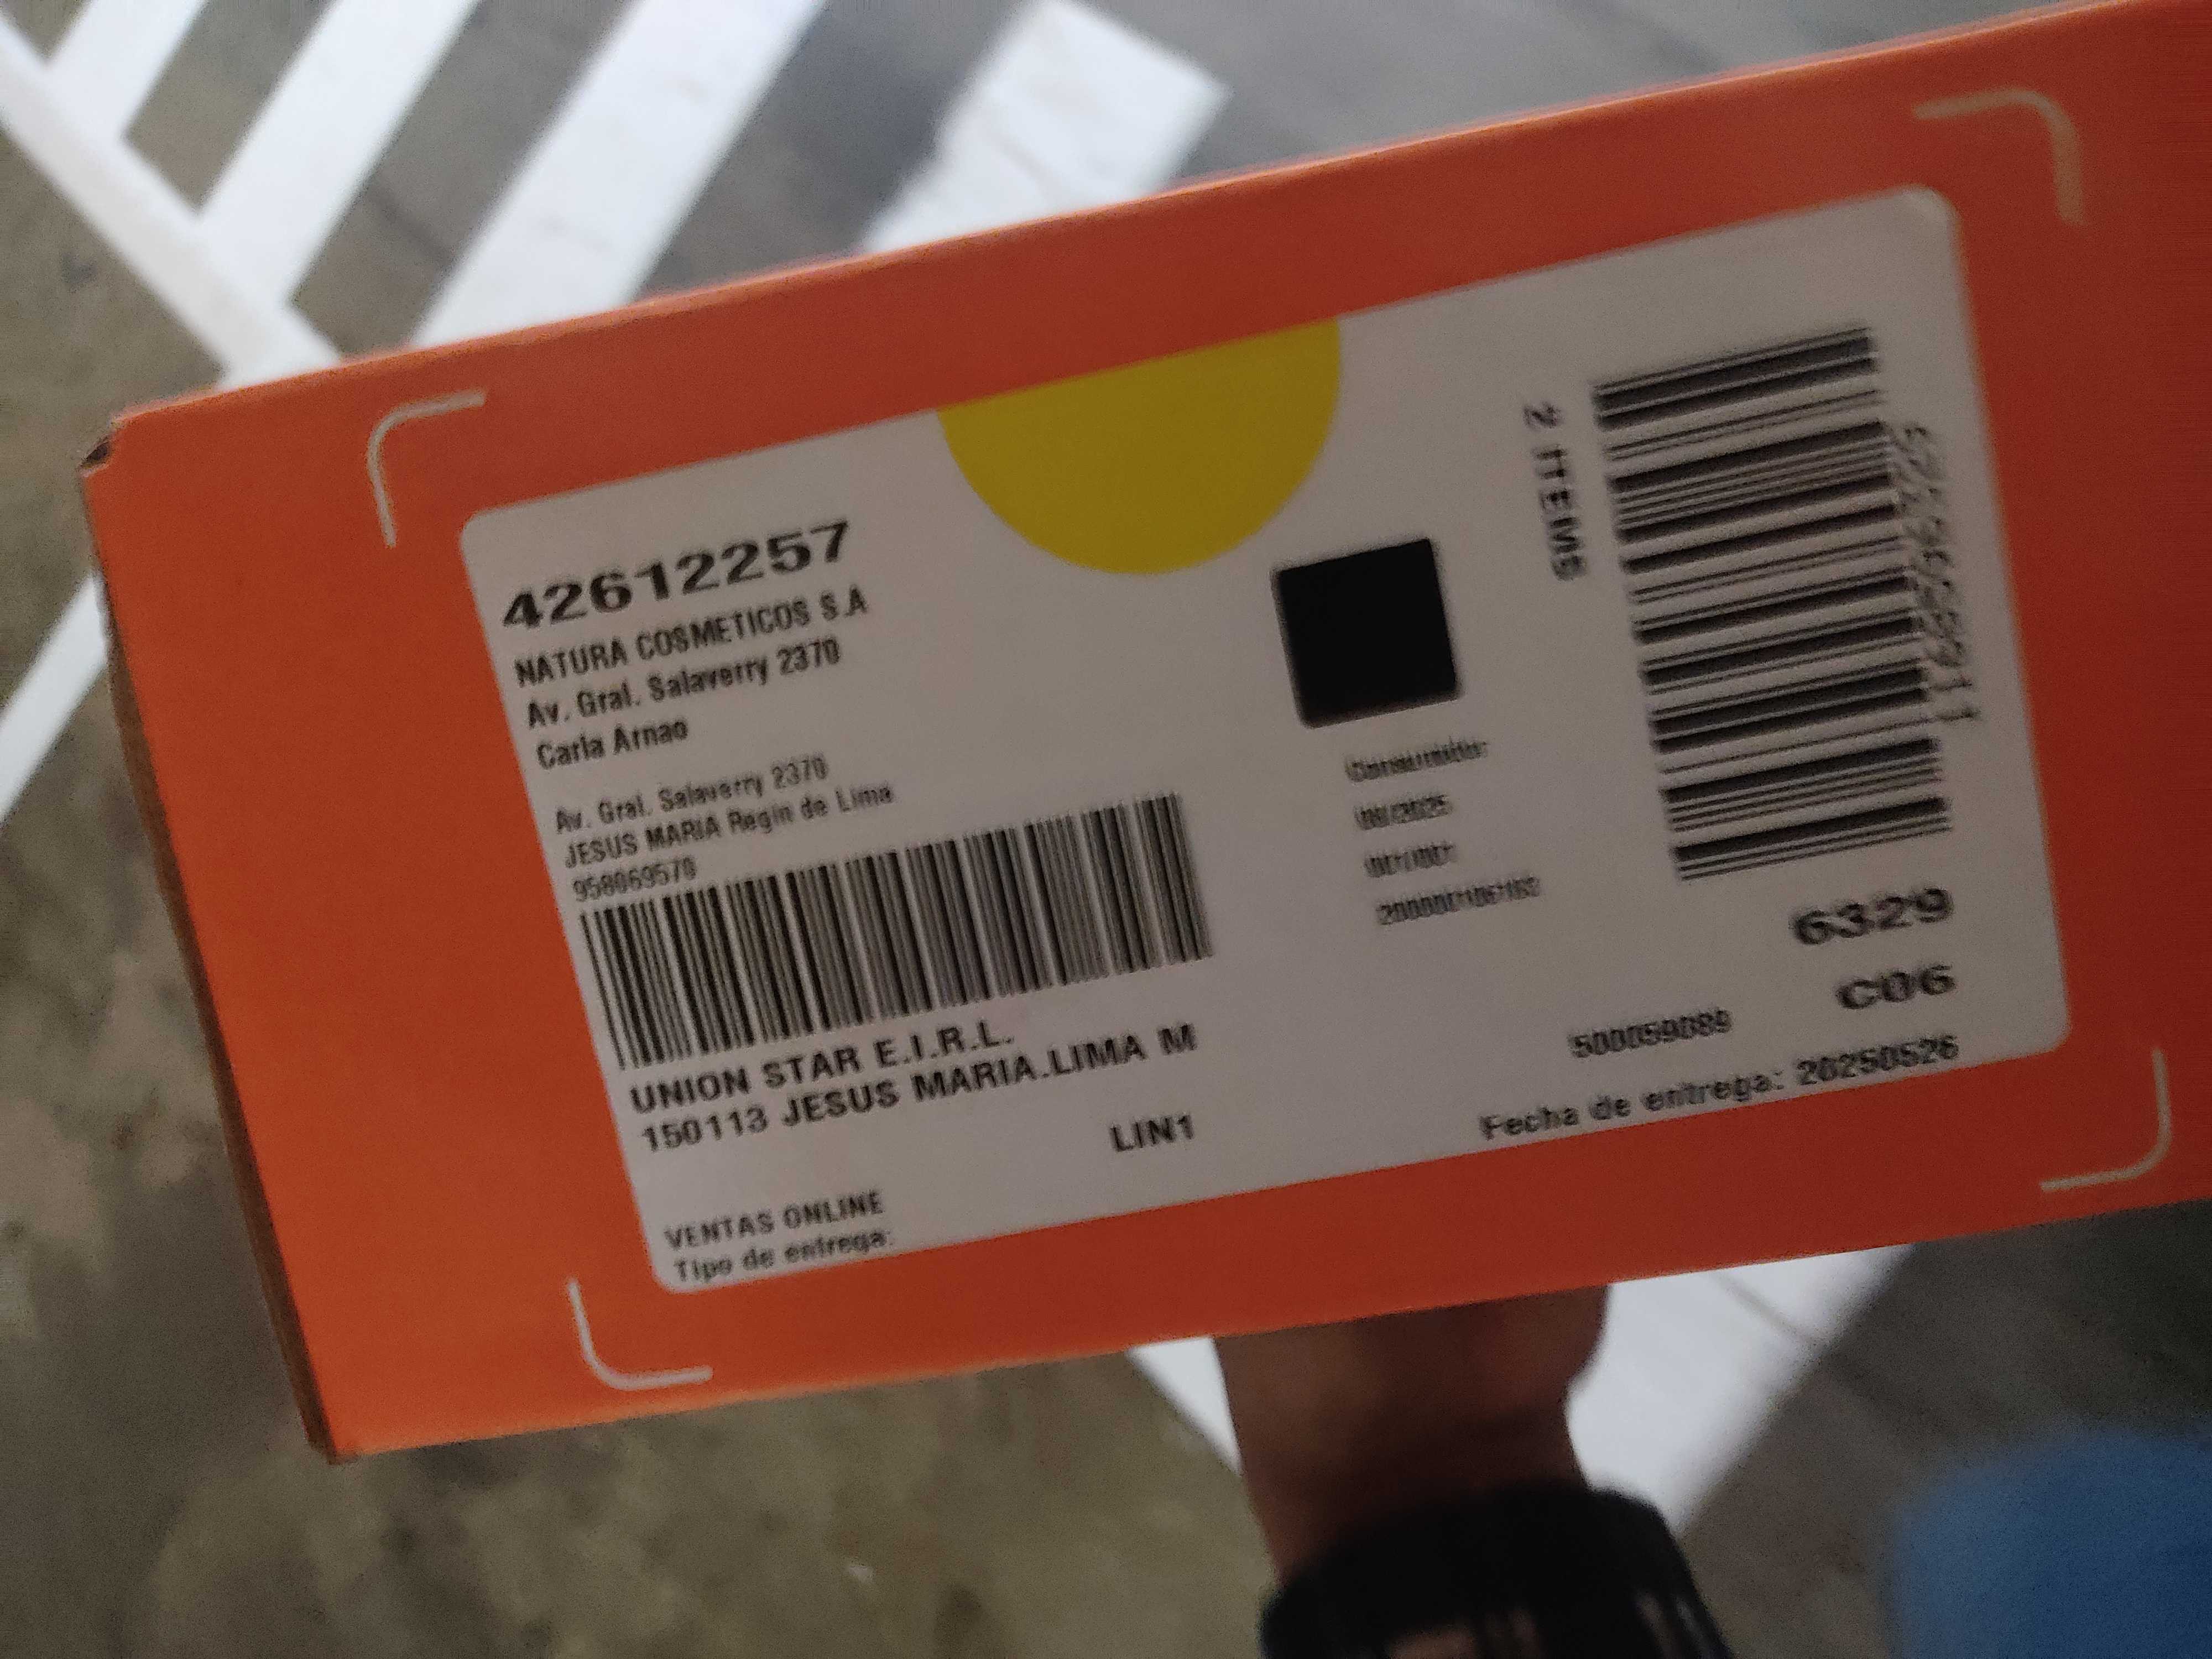 42612257
NATURA COSMETICOS S.A
Av. Gral. Salaverry 2370
Carla Arnao
Av. Gral. Salaverry 2370
JESUS MARIA Regin de Lima
958069570
UNION STAR E.I.R.L.
150113 JESUS MARIA.LIMA M
LIN1
VENTAS ONLINE
Tipo de entrega:
2 ITEMS
6329
C06
500059089
Fecha de entrega: 20250526